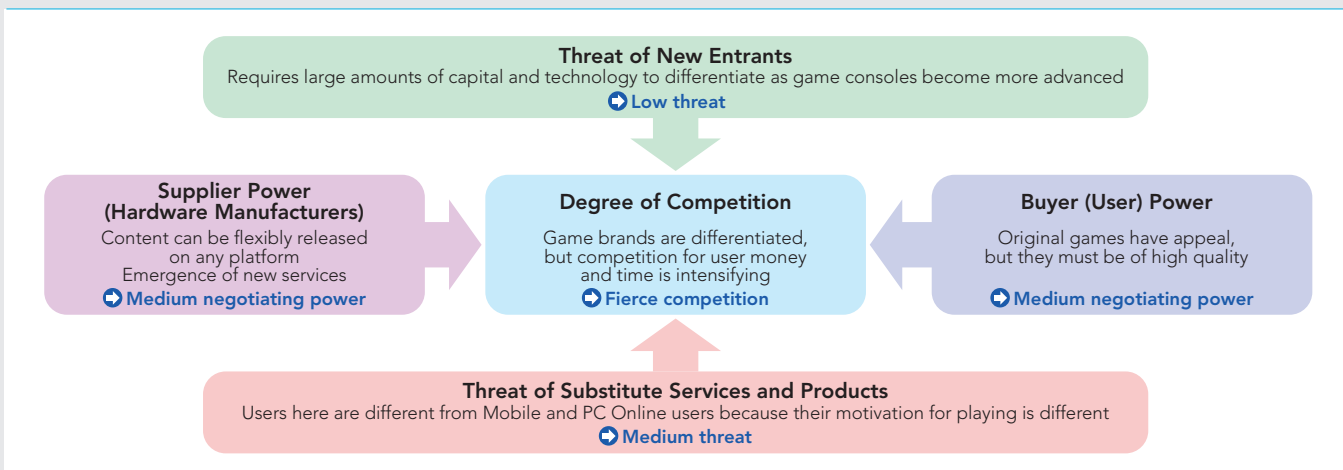 Threat of New Entrants
Requires large amounts of capital and technology to differentiate as game consoles become more advanced
Low threat
Supplier Power
(Hardware Manufacturers)
Content can be flexibly released
on any platform
Emergence of new services
Medium negotiating power
Degree of Competition
Game brands are differentiated,
but competition for user money
and time is intensifying
Fierce competition
Buyer (User) Power
Original games have appeal,
but they must be of high quality
Medium negotiating power
Threat of Substitute Services and Products
Users here are different from Mobile and PC Online users because their motivation for playing is different
Medium threat